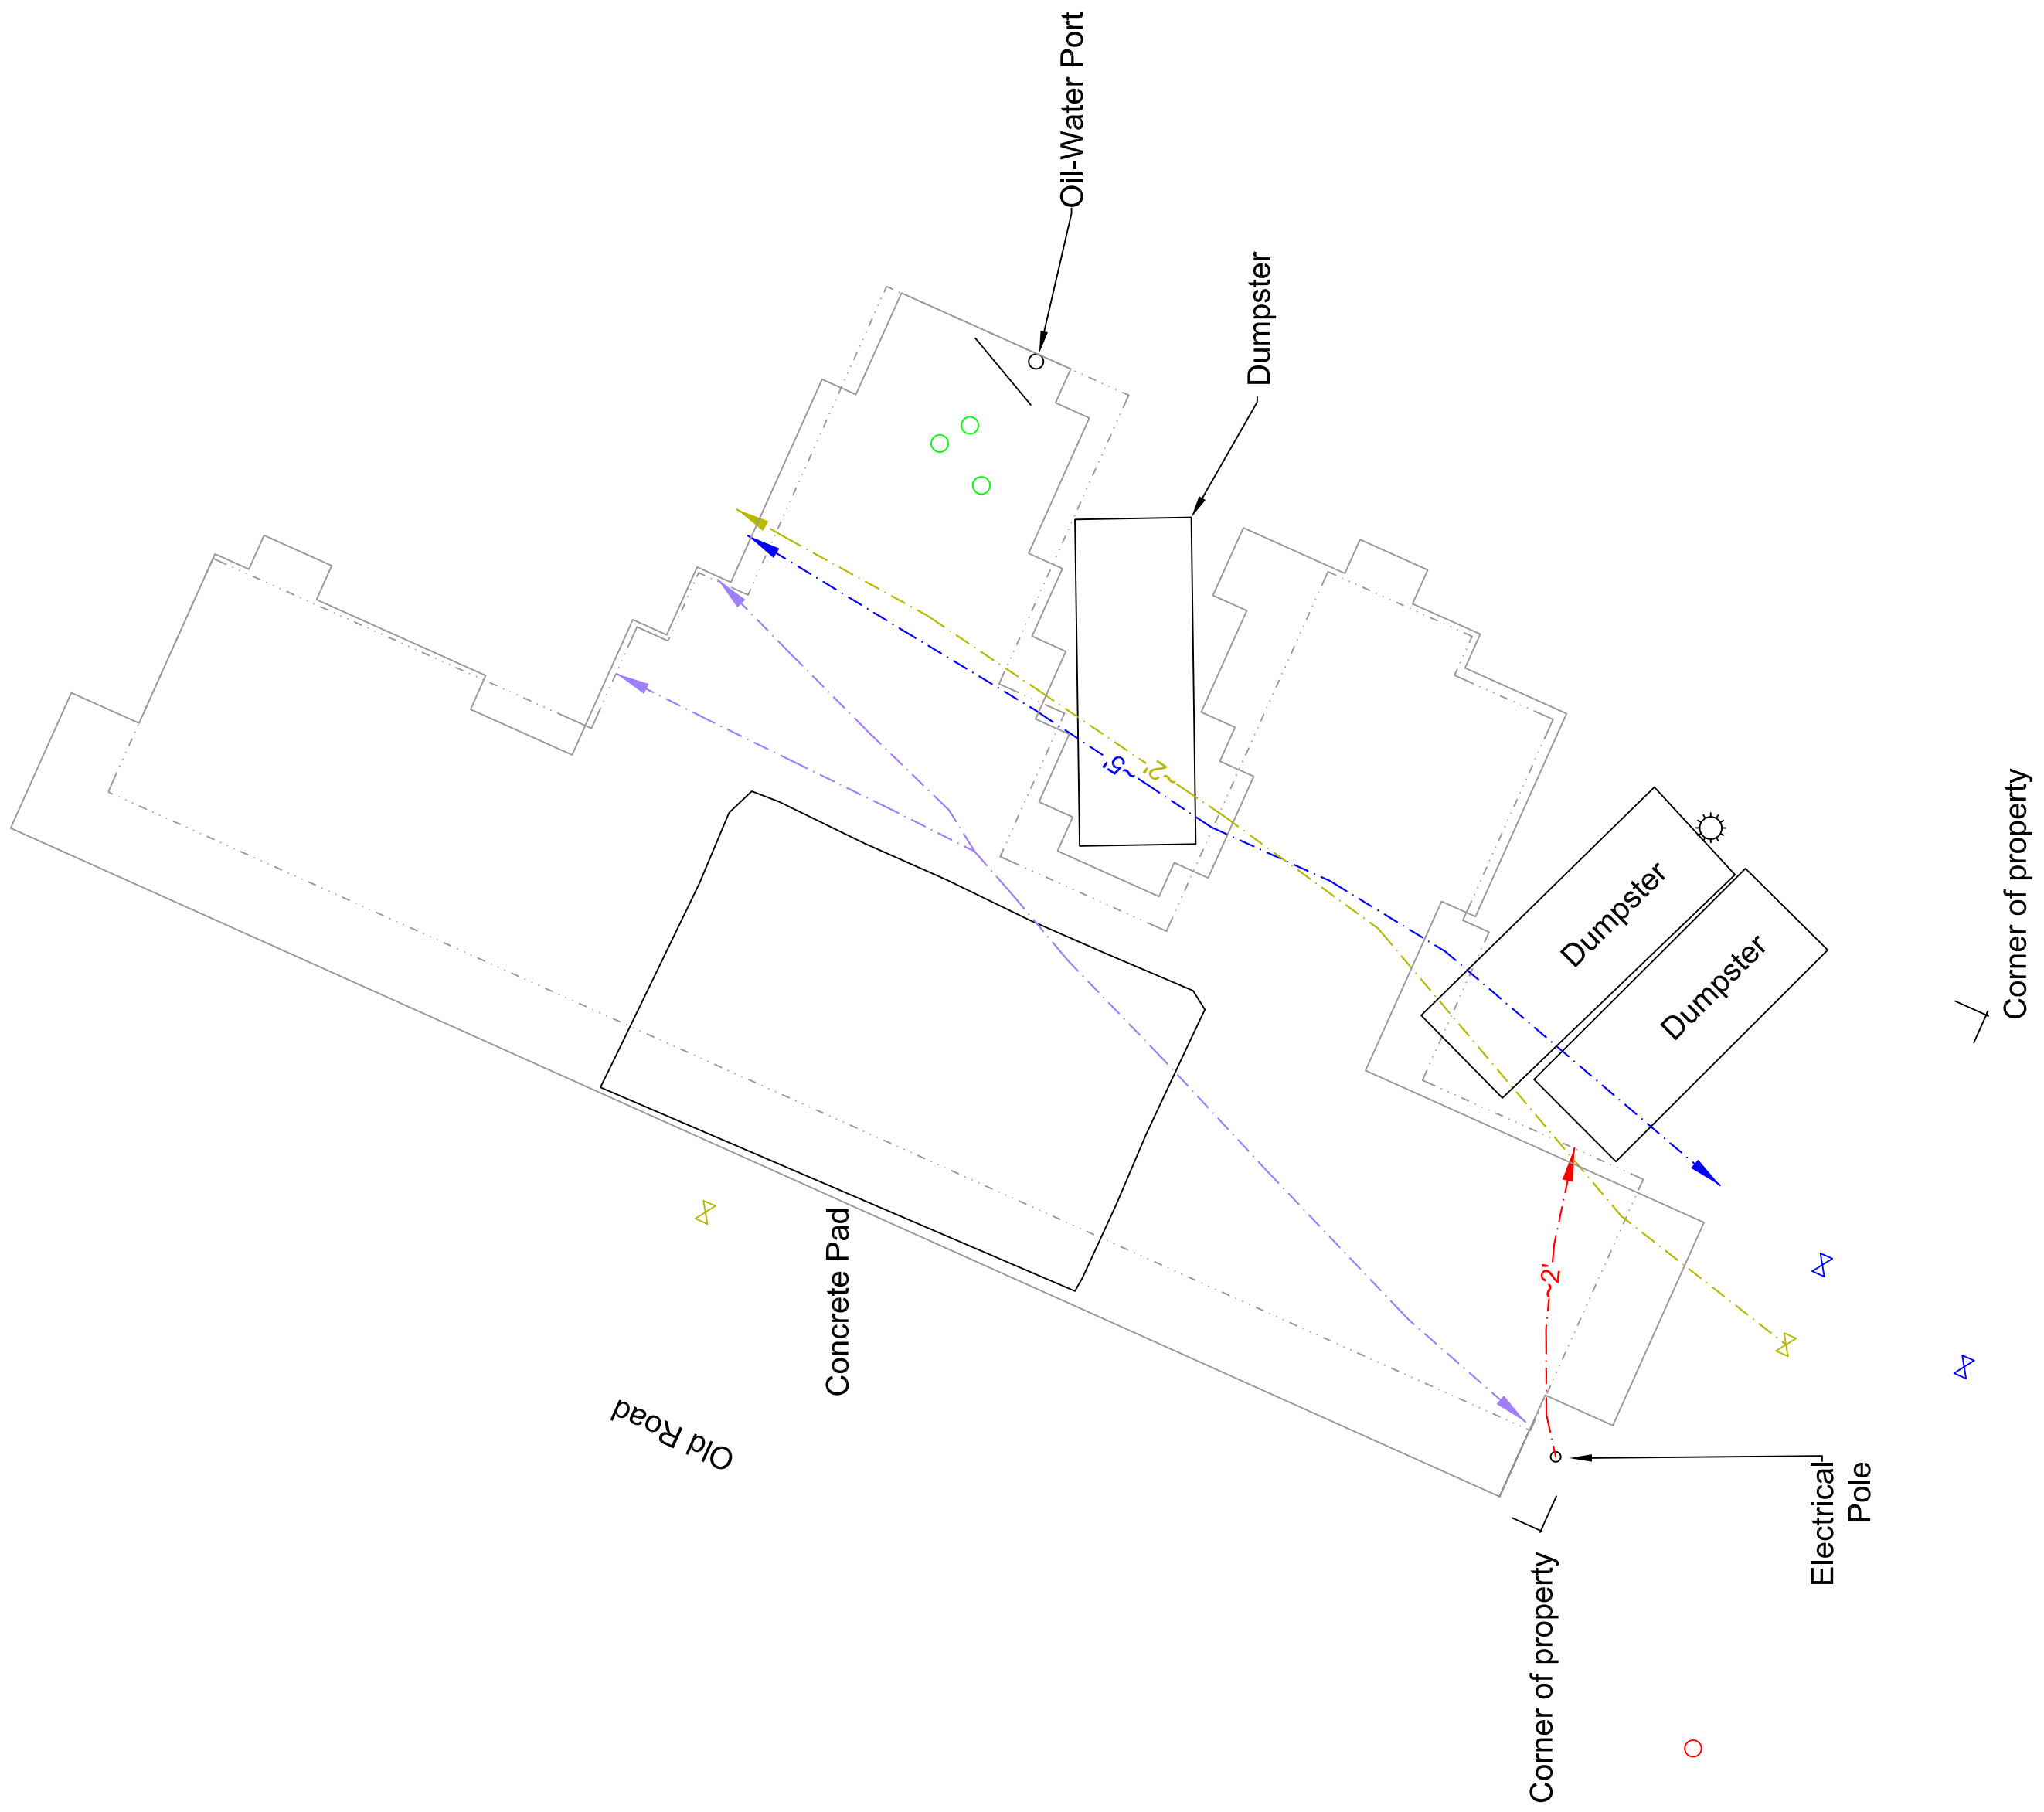 Oil-Water Port
Dumpster
~5'
~2'
Dumpster
Dumpster
Corner of property
Concrete Pad
Old Road
~2'
Electrical
Pole
Corner of property